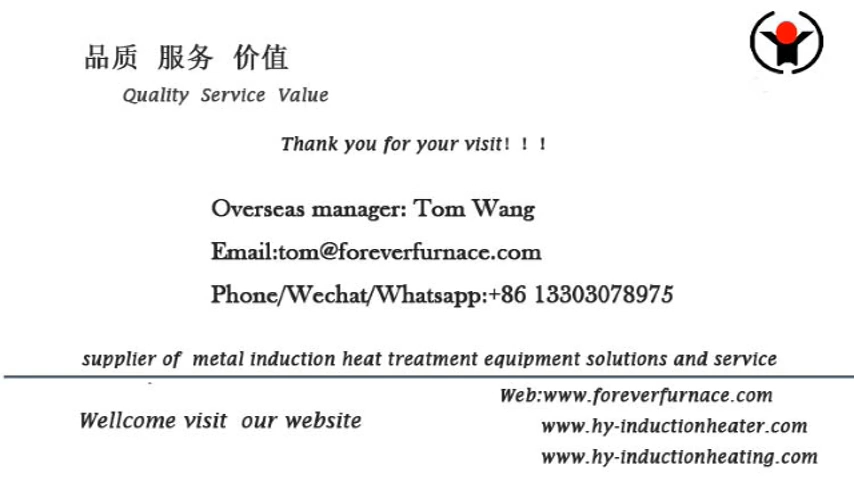 品质 服务 价值
Quality Service Value
Thank you for your visit！！！
Overseas manager: Tom Wang
Email:tom@foreverfurnace.com
Phone/Wechat/Whatsapp:+86 13303078975
supplier of metal induction heat treatment equipment solutions and service
Wellcome visit our website
Web:www.foreverfurnace.com
www.hy-inductionheater.com
www.hy-inductionheating.com